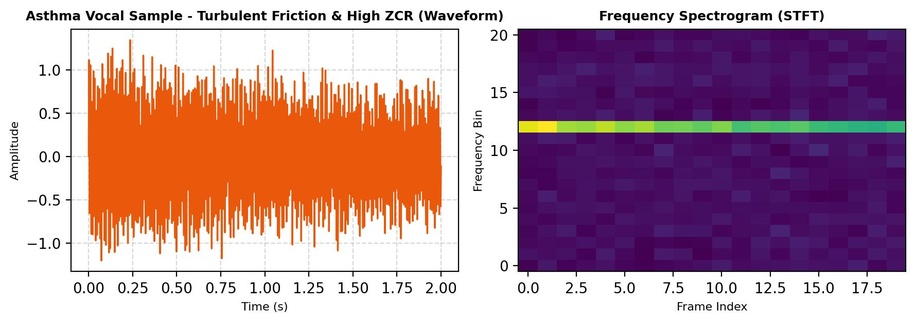 Asthma Vocal Sample - Turbulent Friction & High ZCR (Waveform)
1.0
0.5
0.0
−0.5
−1.0
Amplitude
0.00 0.25 0.50 0.75 1.00 1.25 1.50 1.75 2.00
Time (s)
Frequency Spectrogram (STFT)
20
15
10
5
0
Frequency Bin
0.0 2.5 5.0 7.5 10.0 12.5 15.0 17.5
Frame Index